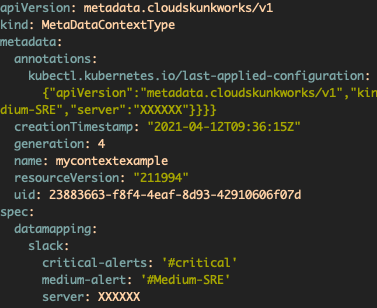 apiVersion: metadata.cloudskunkworks/v1
kind: MetaDataContextType
metadata:
  annotations:
    kubectl.kubernetes.io/last-applied-configuration:
      {"apiVersion":"metadata.cloudskunkworks/v1","kin
dium-SRE","server":"XXXXXX"}}}}
  creationTimestamp: "2021-04-12T09:36:15Z"
  generation: 4
  name: mycontextexample
  resourceVersion: "211994"
  uid: 23883663-f8f4-4eaf-8d93-42910606f07d
spec:
  datamapping:
    slack:
      critical-alerts: '#critical'
      medium-alert: '#Medium-SRE'
      server: XXXXXX